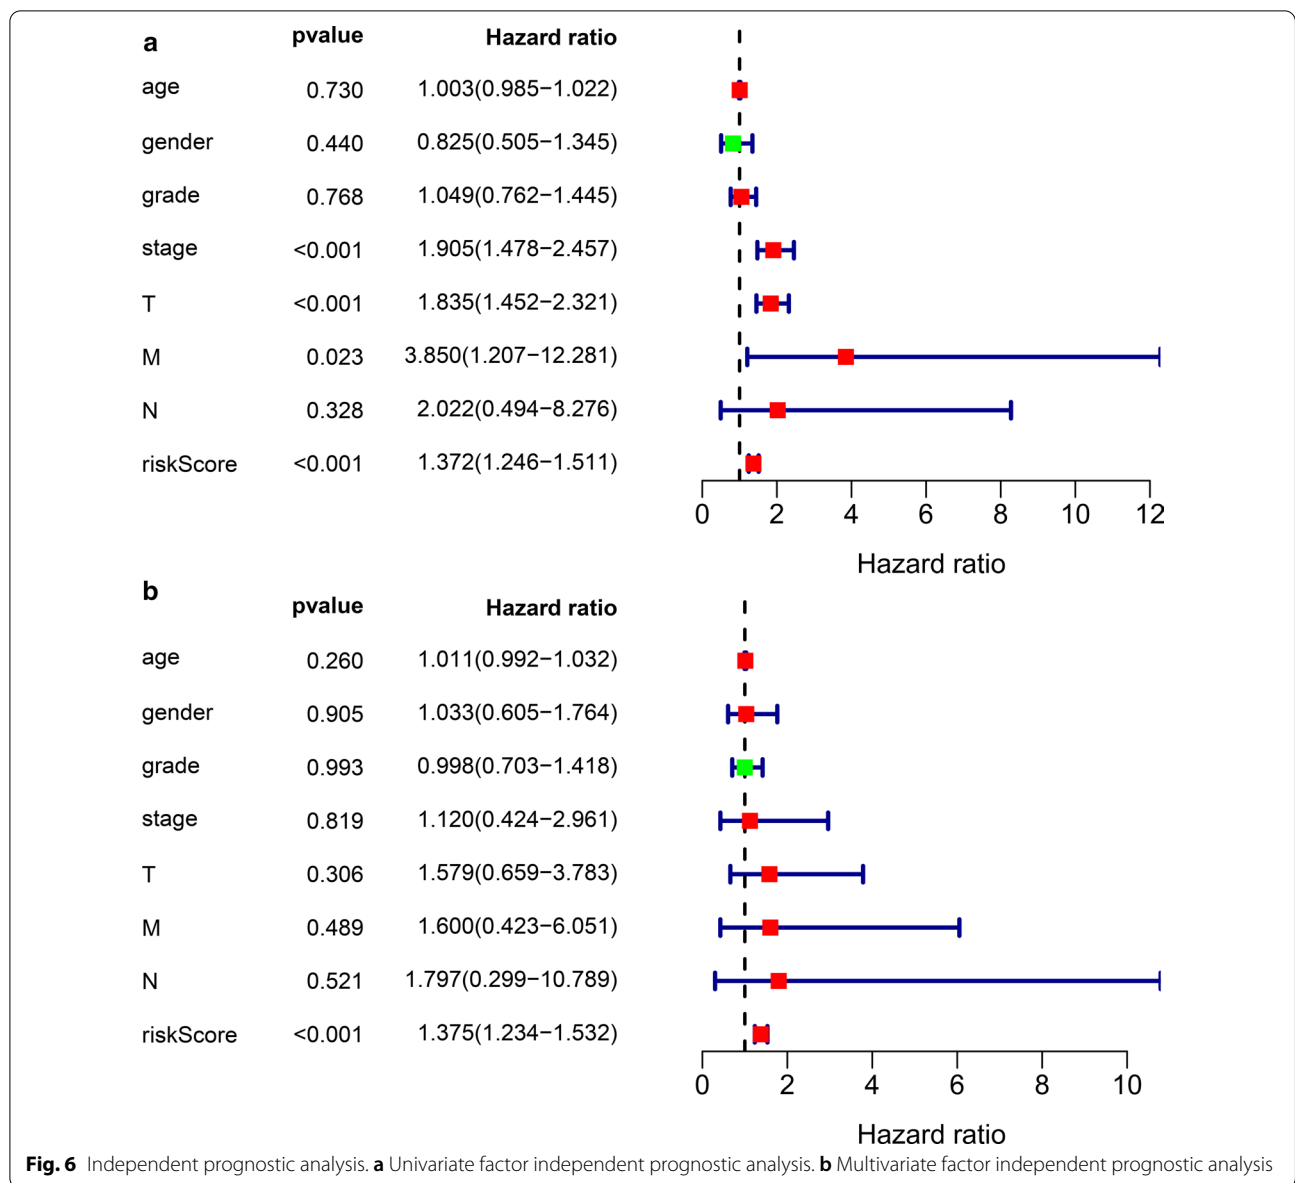 a pvalue Hazard ratio
age 0.730 1.003(0.985−1.022)
gender 0.440 0.825(0.505−1.345)
grade 0.768 1.049(0.762−1.445)
stage <0.001 1.905(1.478−2.457)
T <0.001 1.835(1.452−2.321)
M 0.023 3.850(1.207−12.281)
N 0.328 2.022(0.494−8.276)
riskScore <0.001 1.372(1.246−1.511)
0 2 4 6 8 10 12
Hazard ratio
b pvalue Hazard ratio
age 0.260 1.011(0.992−1.032)
gender 0.905 1.033(0.605−1.764)
grade 0.993 0.998(0.703−1.418)
stage 0.819 1.120(0.424−2.961)
T 0.306 1.579(0.659−3.783)
M 0.489 1.600(0.423−6.051)
N 0.521 1.797(0.299−10.789)
riskScore <0.001 1.375(1.234−1.532)
0 2 4 6 8 10
Hazard ratio
Fig. 6 Independent prognostic analysis. a Univariate factor independent prognostic analysis. b Multivariate factor independent prognostic analysis